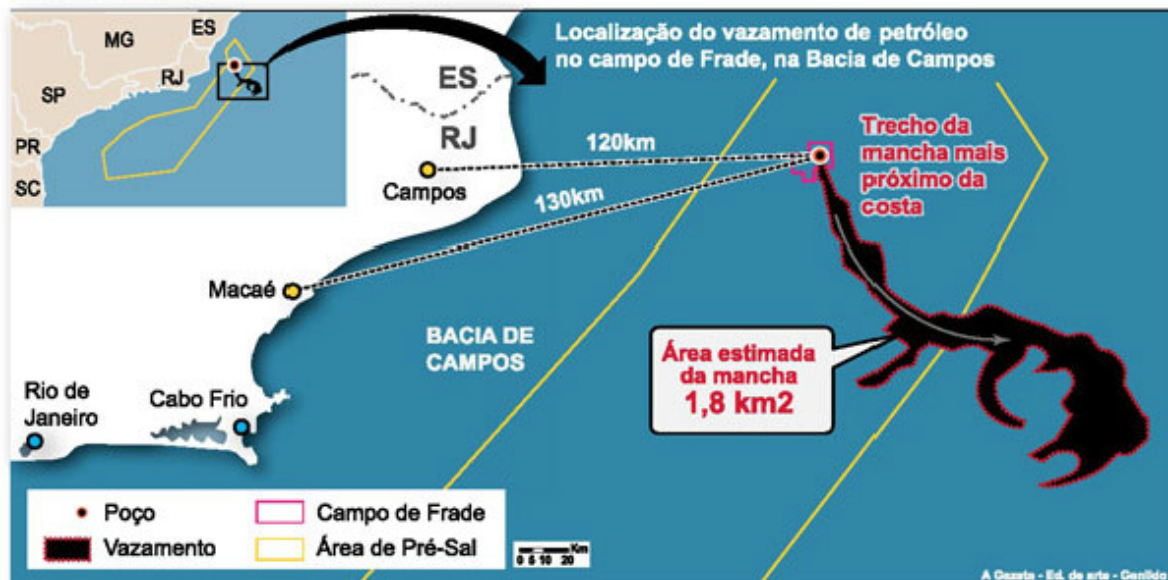 MG
ES
SP
RJ
PR
SC
Localização do vazamento de petróleo
no campo de Frade, na Bacia de Campos
ES
RJ
Campos
120km
130km
Trecho da
mancha mais
próximo da
costa
Macaé
BACIA DE
CAMPOS
Área estimada
da mancha
1,8 km2
Rio de
Janeiro
Cabo Frio
Poço
Campo de Frade
Vazamento
Área de Pré-Sal
Km
0 5 10 20
A Gazeta - Ed. de arte - Genildo